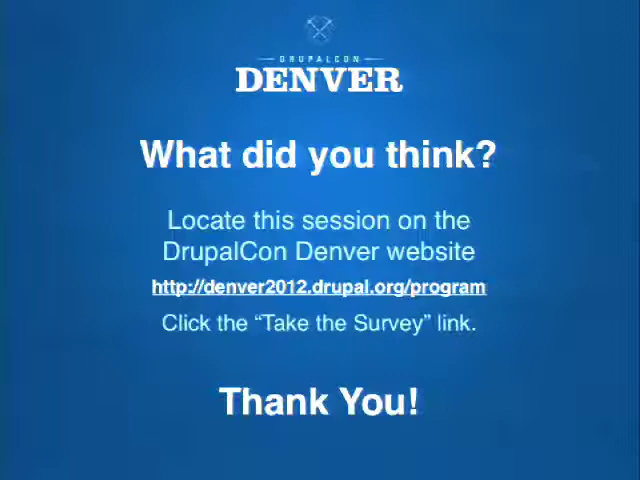 DRUPALCON
DENVER
What did you think?
Locate this session on the
DrupalCon Denver website
http://denver2012.drupal.org/program
Click the “Take the Survey” link.
Thank You!